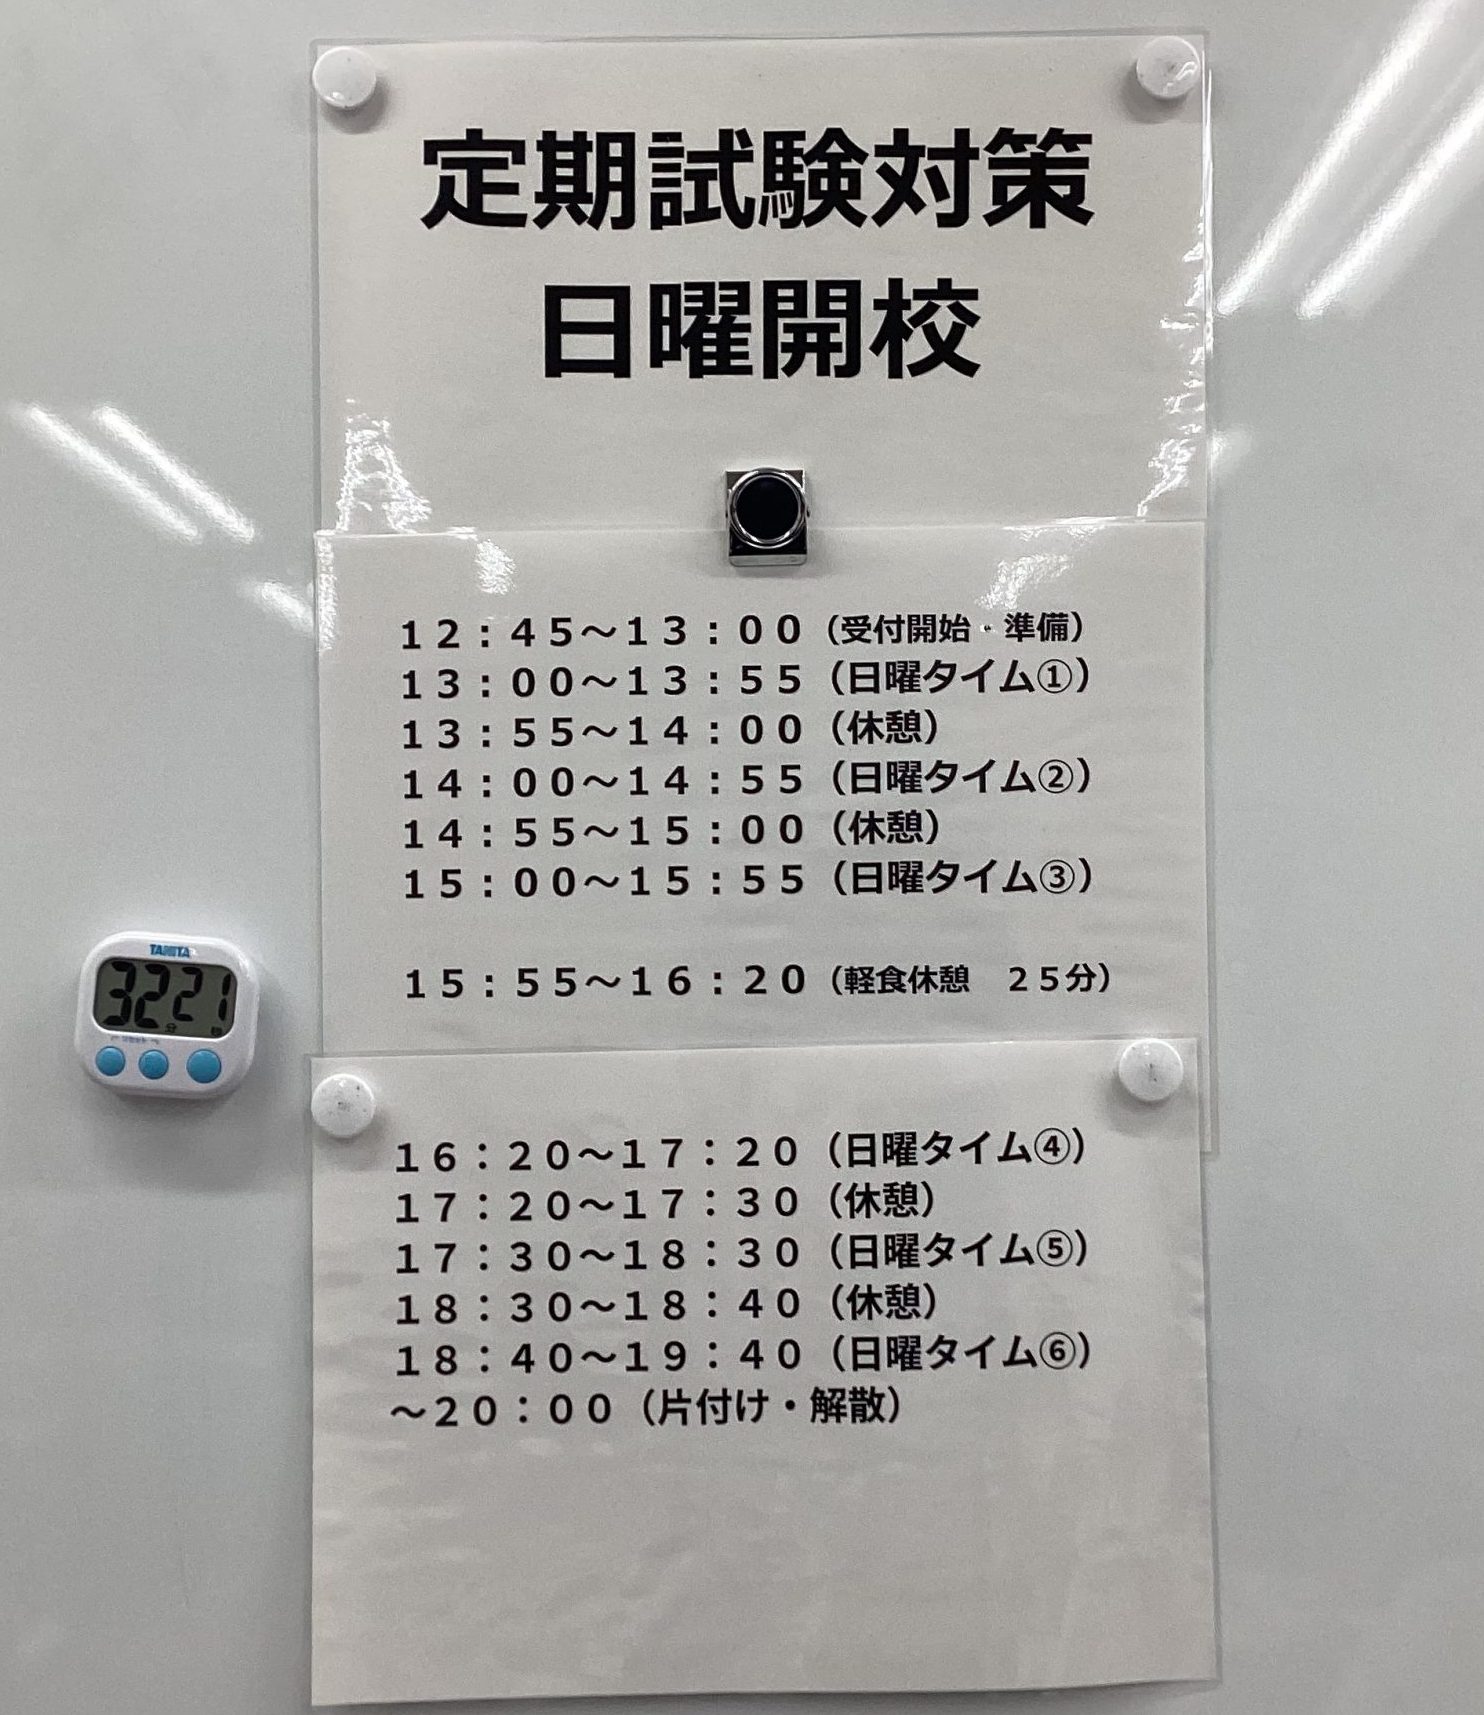 定期試験対策
日曜開校
１２：４５～１３：００（受付開始・準備）
１３：００～１３：５５（日曜タイム①）
１３：５５～１４：００（休憩）
１４：００～１４：５５（日曜タイム②）
１４：５５～１５：００（休憩）
１５：００～１５：５５（日曜タイム③）
１５：５５～１６：２０（軽食休憩　２５分）
TANITA
32分21秒
１６：２０～１７：２０（日曜タイム④）
１７：２０～１７：３０（休憩）
１７：３０～１８：３０（日曜タイム⑤）
１８：３０～１８：４０（休憩）
１８：４０～１９：４０（日曜タイム⑥）
～２０：００（片付け・解散）